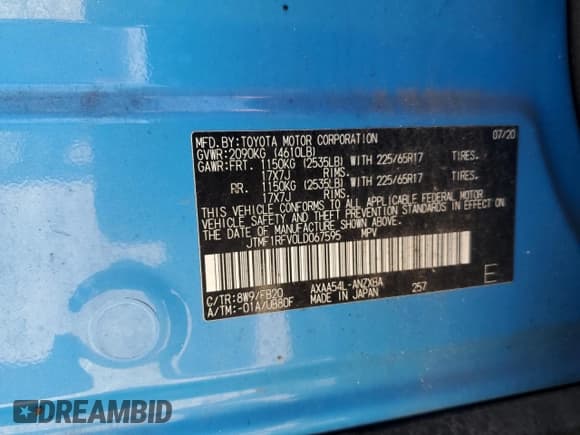 MFD.BY:TOYOTA MOTOR CORPORATION 07/20
GVWR:2090KG (4610LB)
GAWR:FRT. 1150KG (2535LB) WITH 225/65R17 TIRES.
17X7J RIMS.
RR. 1150KG (2535LB) WITH 225/65R17 TIRES.
17X7J RIMS.
THIS VEHICLE CONFORMS TO ALL APPLICABLE FEDERAL MOTOR
VEHICLE SAFETY AND THEFT PREVENTION STANDARDS IN EFFECT
ON THE DATE OF MANUFACTURE SHOWN ABOVE.
JTMF1RFV0LD067595 MPV
C/TR:8W9/FB20 AXAA54L-ANZXBA
A/TM:-01A/UB80F MADE IN JAPAN 257 E
DREAMBID